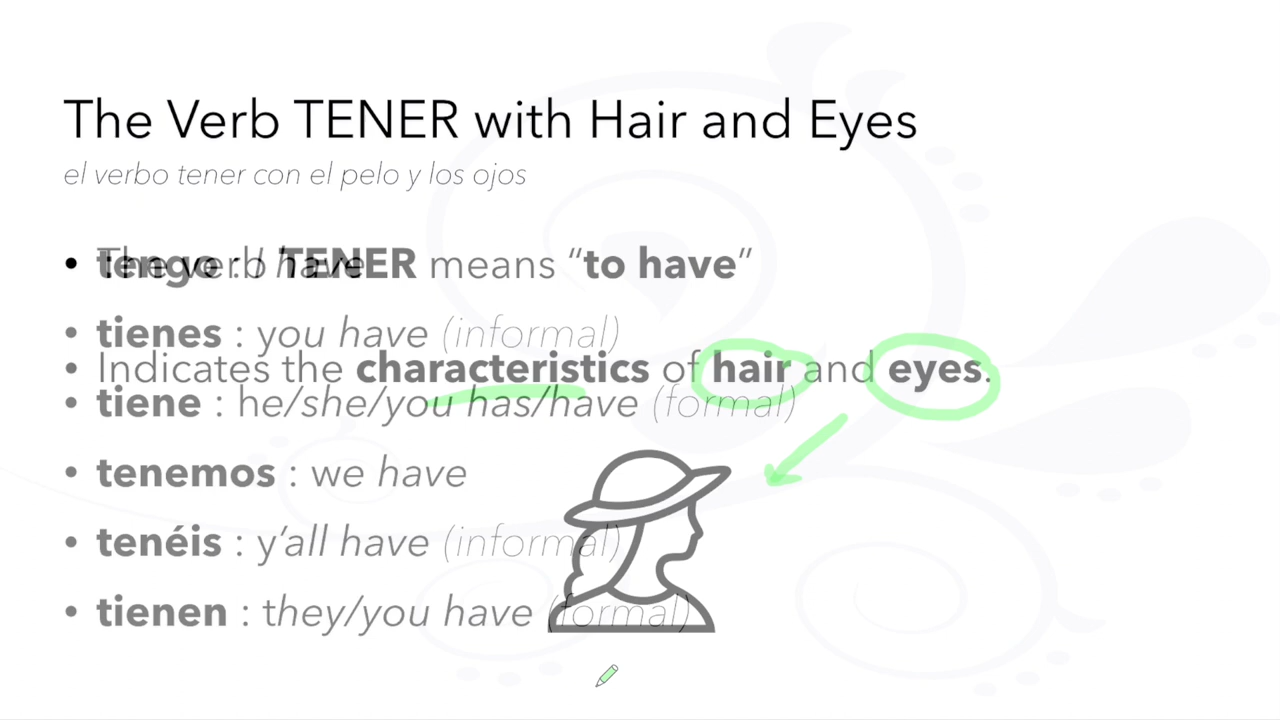 The Verb TENER with Hair and Eyes
el verbo tener con el pelo y los ojos
• The verb TENER means “to have”
• tengo : I have
• tienes : you have (informal)
• Indicates the characteristics of hair and eyes.
• tiene : he/she/you has/have (formal)
• tenemos : we have
• tenéis : y’all have (informal)
• tienen : they/you have (formal)